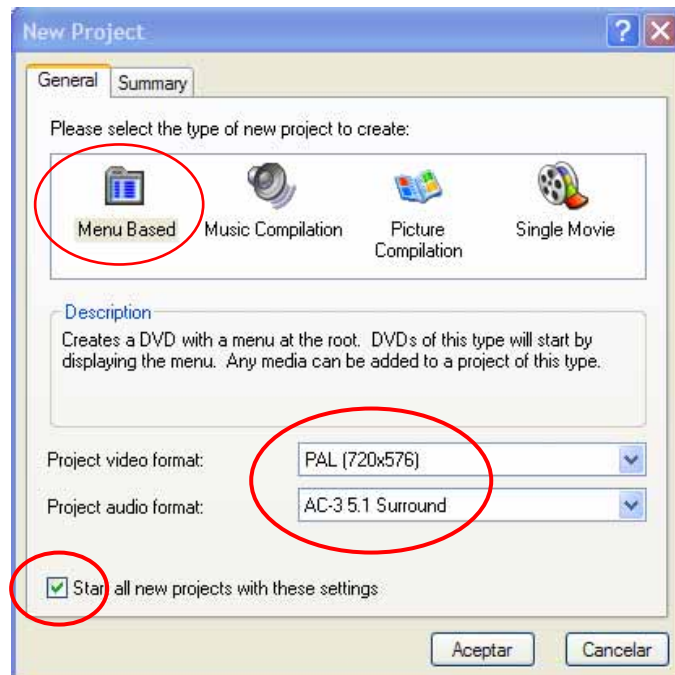 New Project
General Summary
Please select the type of new project to create:
Menu Based Music Compilation Picture Compilation Single Movie
Description
Creates a DVD with a menu at the root. DVDs of this type will start by
displaying the menu. Any media can be added to a project of this type.
Project video format: PAL (720x576)
Project audio format: AC-3 5.1 Surround
Start all new projects with these settings
Aceptar Cancelar